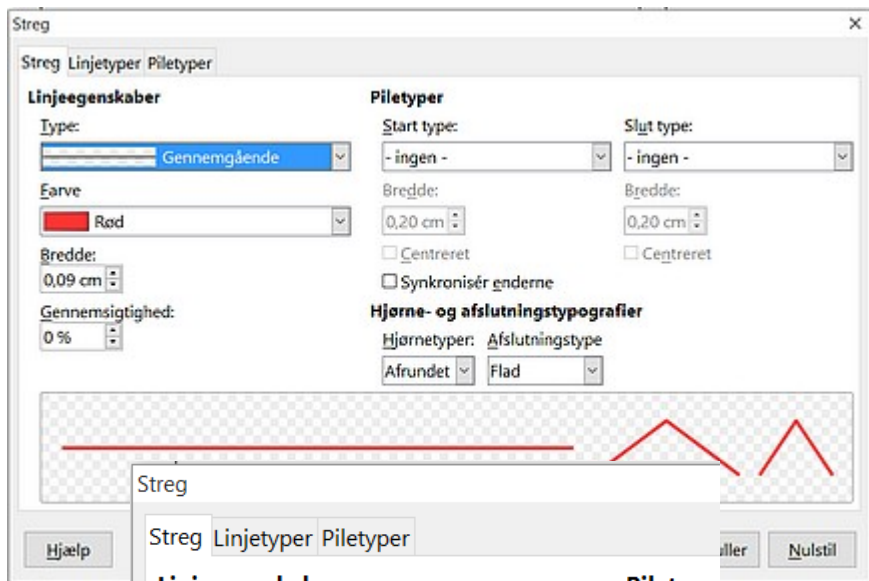 Streg
Streg Linjetyper Piletyper
Linjeegenskaber Piletyper
Type: Start type: Slut type:
Gennemgående - ingen - - ingen -
Farve Bredde: Bredde:
Rød 0,20 cm 0,20 cm
Bredde: Centreret Centreret
0,09 cm Synkronisér enderne
Gennemsigtighed: Hjørne- og afslutningstypografier
0 % Hjørnetyper: Afslutningstype
Afrundet Flad
Streg
Streg Linjetyper Piletyper
Hjælp Nulstil